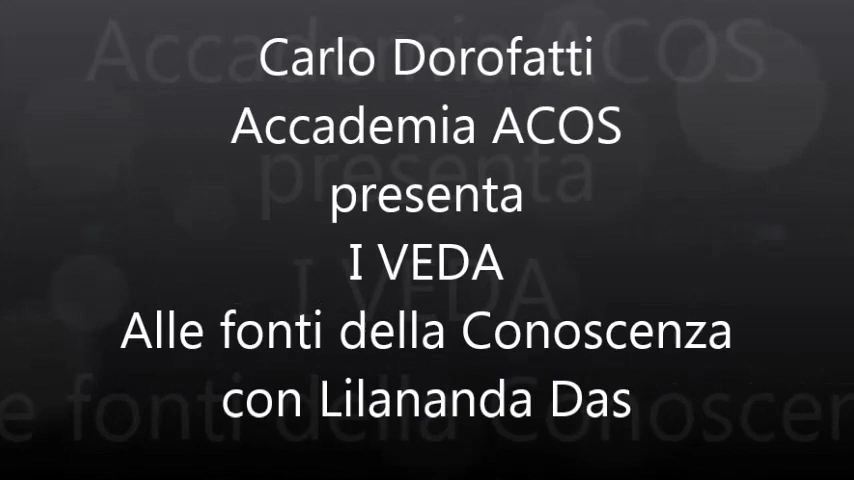 Carlo Dorofatti
Accademia ACOS
presenta
I VEDA
Alle fonti della Conoscenza
con Lilananda Das